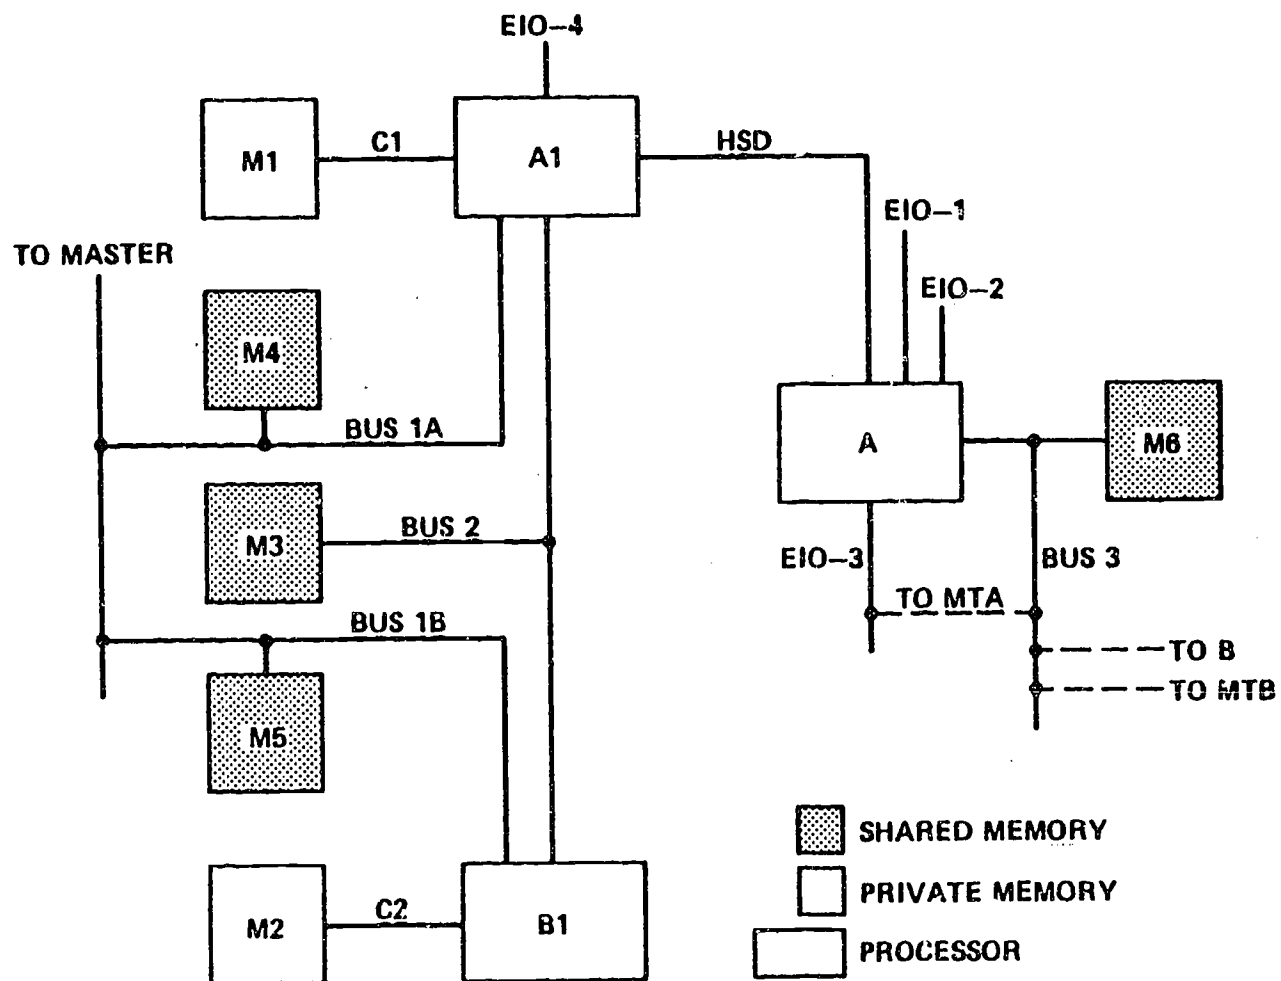 EIO-4
M1
C1
A1
HSD
EIO-1
TO MASTER
EIO-2
M4
BUS 1A
A
M6
M3
BUS 2
EIO-3
BUS 3
TO MTA
BUS 1B
TO B
TO MTB
M5
SHARED MEMORY
PRIVATE MEMORY
M2
C2
B1
PROCESSOR